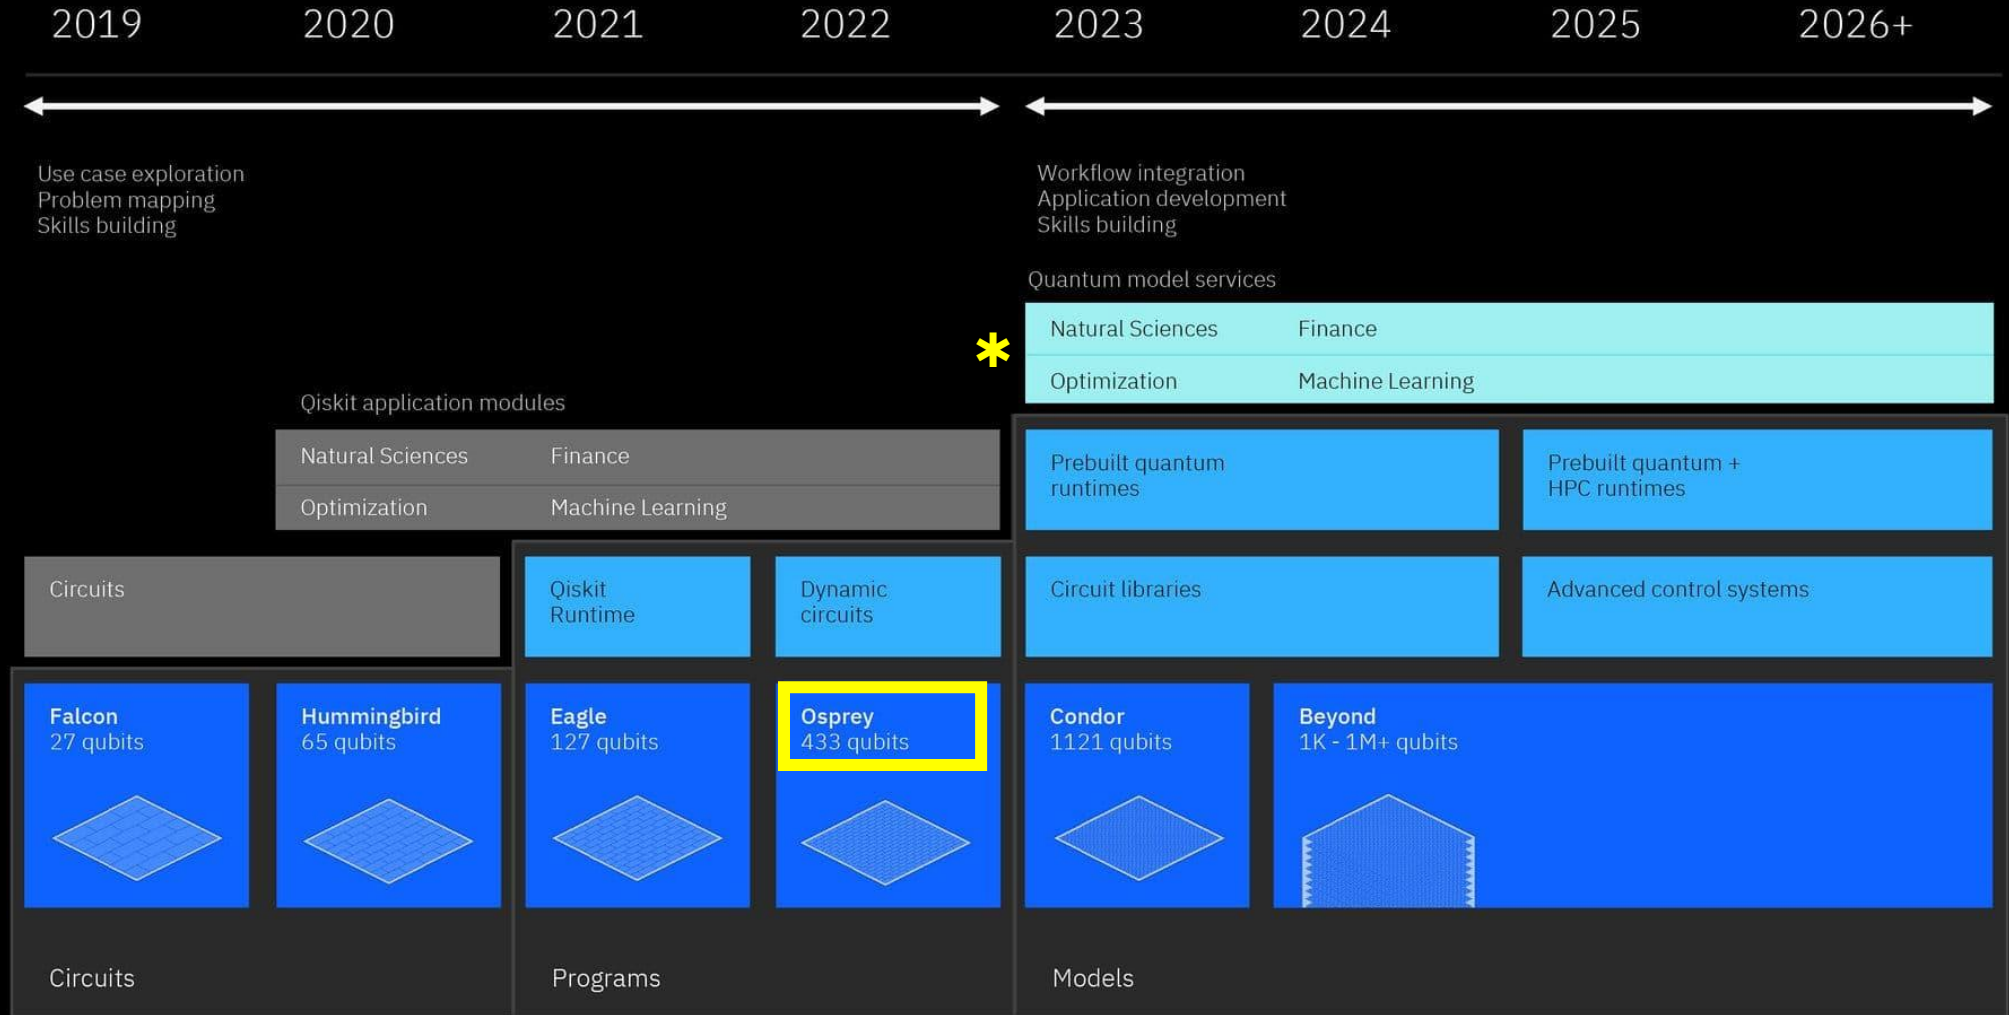 2019 2020 2021 2022 2023 2024 2025 2026+
Use case exploration
Problem mapping
Skills building
Workflow integration
Application development
Skills building
Quantum model services
Natural Sciences Finance
Optimization Machine Learning
Qiskit application modules
Natural Sciences Finance
Optimization Machine Learning
Prebuilt quantum
runtimes
Prebuilt quantum +
HPC runtimes
Circuits
Qiskit
Runtime
Dynamic
circuits
Circuit libraries
Advanced control systems
Falcon
27 qubits
Hummingbird
65 qubits
Eagle
127 qubits
Osprey
433 qubits
Condor
1121 qubits
Beyond
1K - 1M+ qubits
Circuits
Programs
Models